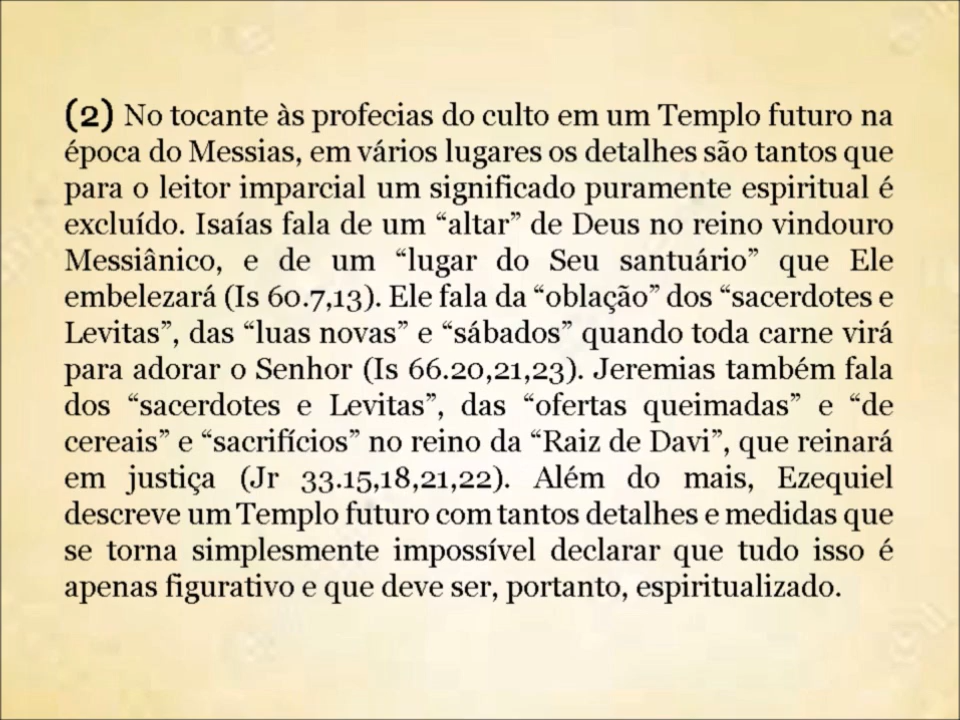 (2) No tocante às profecias do culto em um Templo futuro na
época do Messias, em vários lugares os detalhes são tantos que
para o leitor imparcial um significado puramente espiritual é
excluído. Isaías fala de um “altar” de Deus no reino vindouro
Messiânico, e de um “lugar do Seu santuário” que Ele
embelezará (Is 60.7,13). Ele fala da “oblação” dos “sacerdotes e
Levitas”, das “luas novas” e “sábados” quando toda carne virá
para adorar o Senhor (Is 66.20,21,23). Jeremias também fala
dos “sacerdotes e Levitas”, das “ofertas queimadas” e “de
cereais” e “sacrifícios” no reino da “Raiz de Davi”, que reinará
em justiça (Jr 33.15,18,21,22). Além do mais, Ezequiel
descreve um Templo futuro com tantos detalhes e medidas que
se torna simplesmente impossível declarar que tudo isso é
apenas figurativo e que deve ser, portanto, espiritualizado.